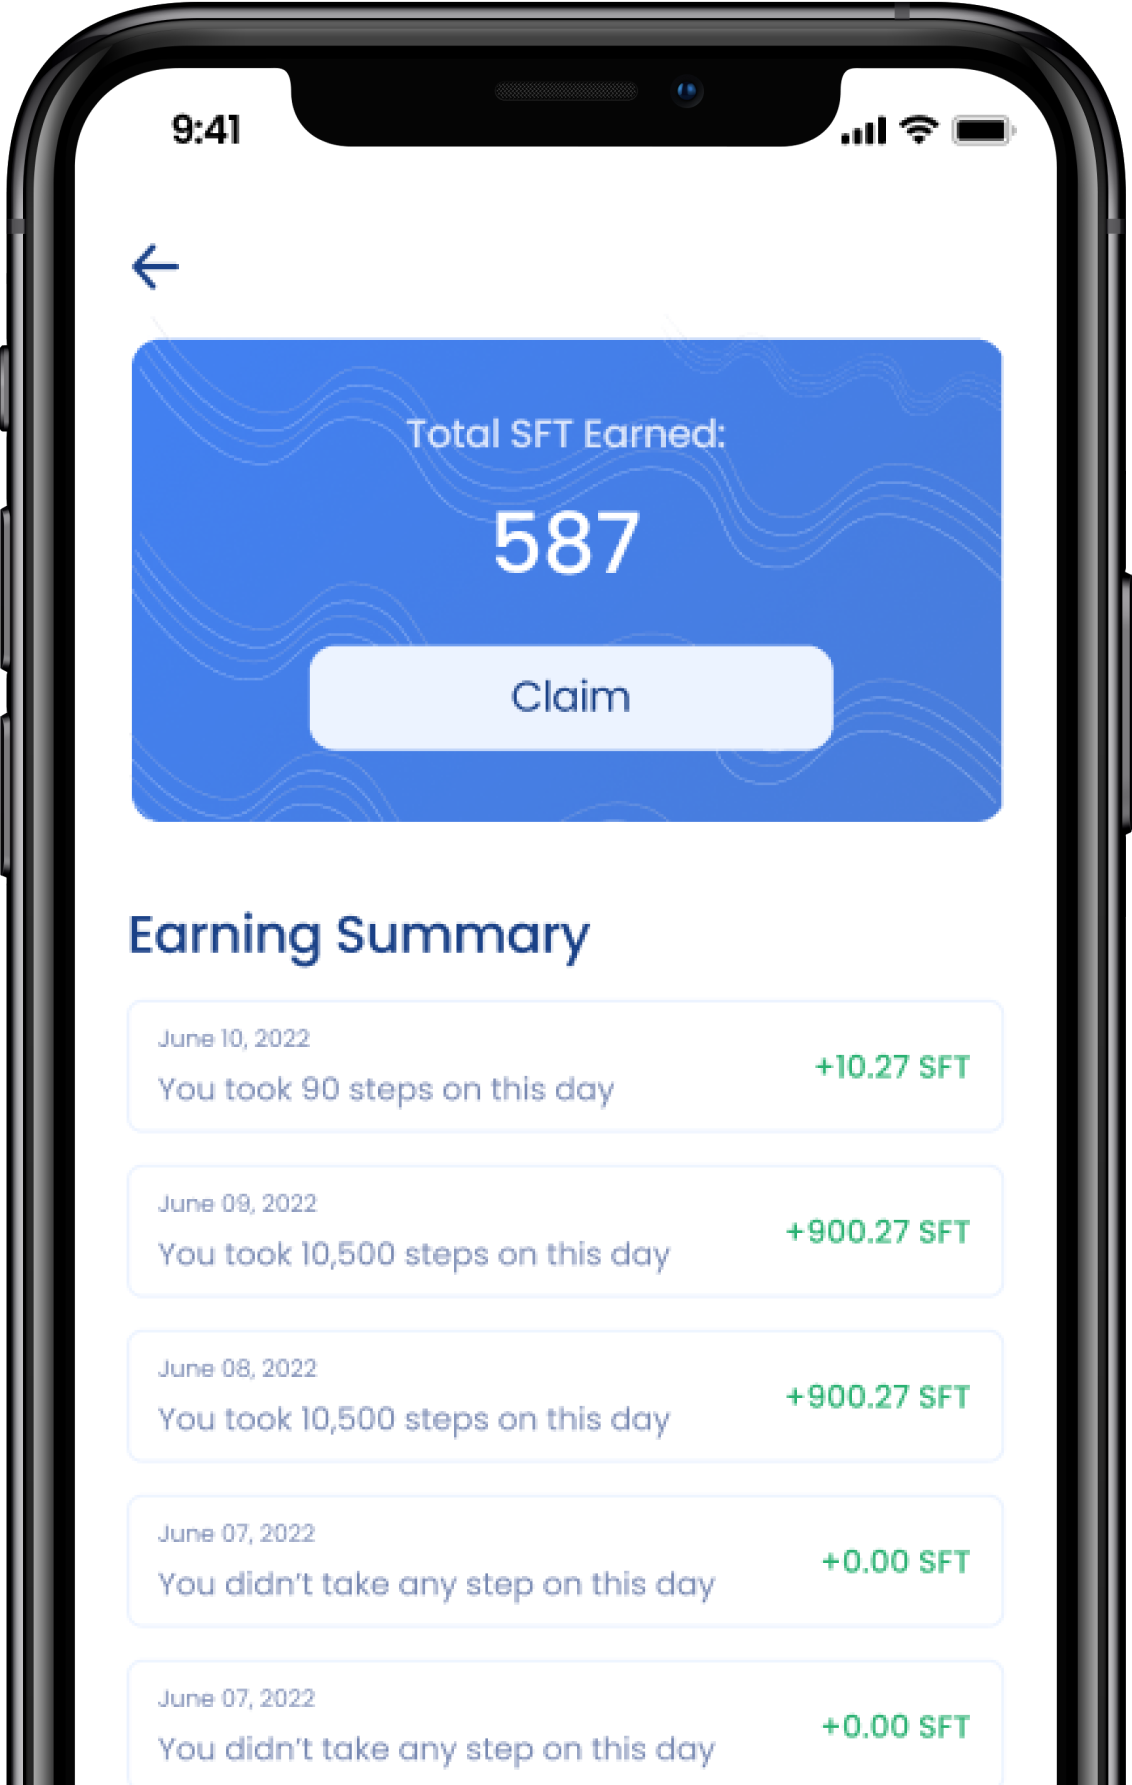 9:41
Total SFT Earned:
587
Claim
Earning Summary
June 10, 2022
You took 90 steps on this day
+10.27 SFT
June 09, 2022
You took 10,500 steps on this day
+900.27 SFT
June 08, 2022
You took 10,500 steps on this day
+900.27 SFT
June 07, 2022
You didn't take any step on this day
+0.00 SFT
June 07, 2022
You didn't take any step on this day
+0.00 SFT